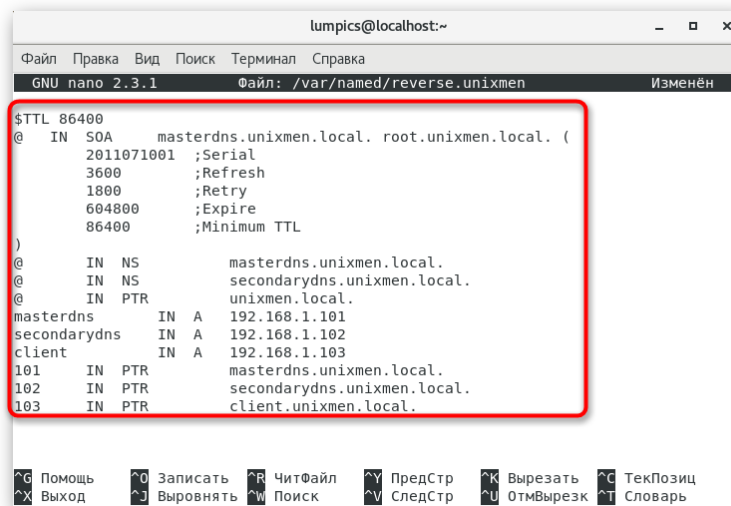 lumpics@localhost:~
Файл Правка Вид Поиск Терминал Справка
GNU nano 2.3.1 Файл: /var/named/reverse.unixmen Изменён
$TTL 86400
@ IN SOA masterdns.unixmen.local. root.unixmen.local. (
2011071001 ;Serial
3600 ;Refresh
1800 ;Retry
604800 ;Expire
86400 ;Minimum TTL
)
@ IN NS masterdns.unixmen.local.
@ IN NS secondarydns.unixmen.local.
@ IN PTR unixmen.local.
masterdns IN A 192.168.1.101
secondarydns IN A 192.168.1.102
client IN A 192.168.1.103
101 IN PTR masterdns.unixmen.local.
102 IN PTR secondarydns.unixmen.local.
103 IN PTR client.unixmen.local.
^G Помощь ^O Записать ^R ЧитФайл ^Y ПредСтр ^K Вырезать ^C ТекПозиц
^X Выход ^J Выровнять ^W Поиск ^V СледСтр ^U ОтмВырезк ^T Словарь